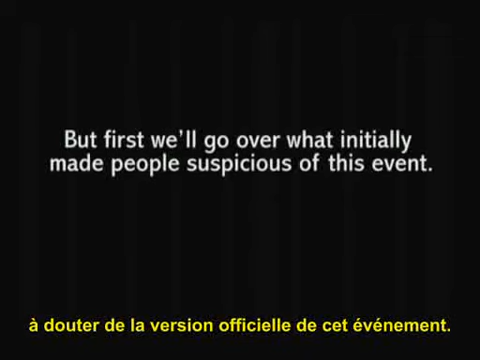 But first we'll go over what initially
made people suspicious of this event.
à douter de la version officielle de cet événement.